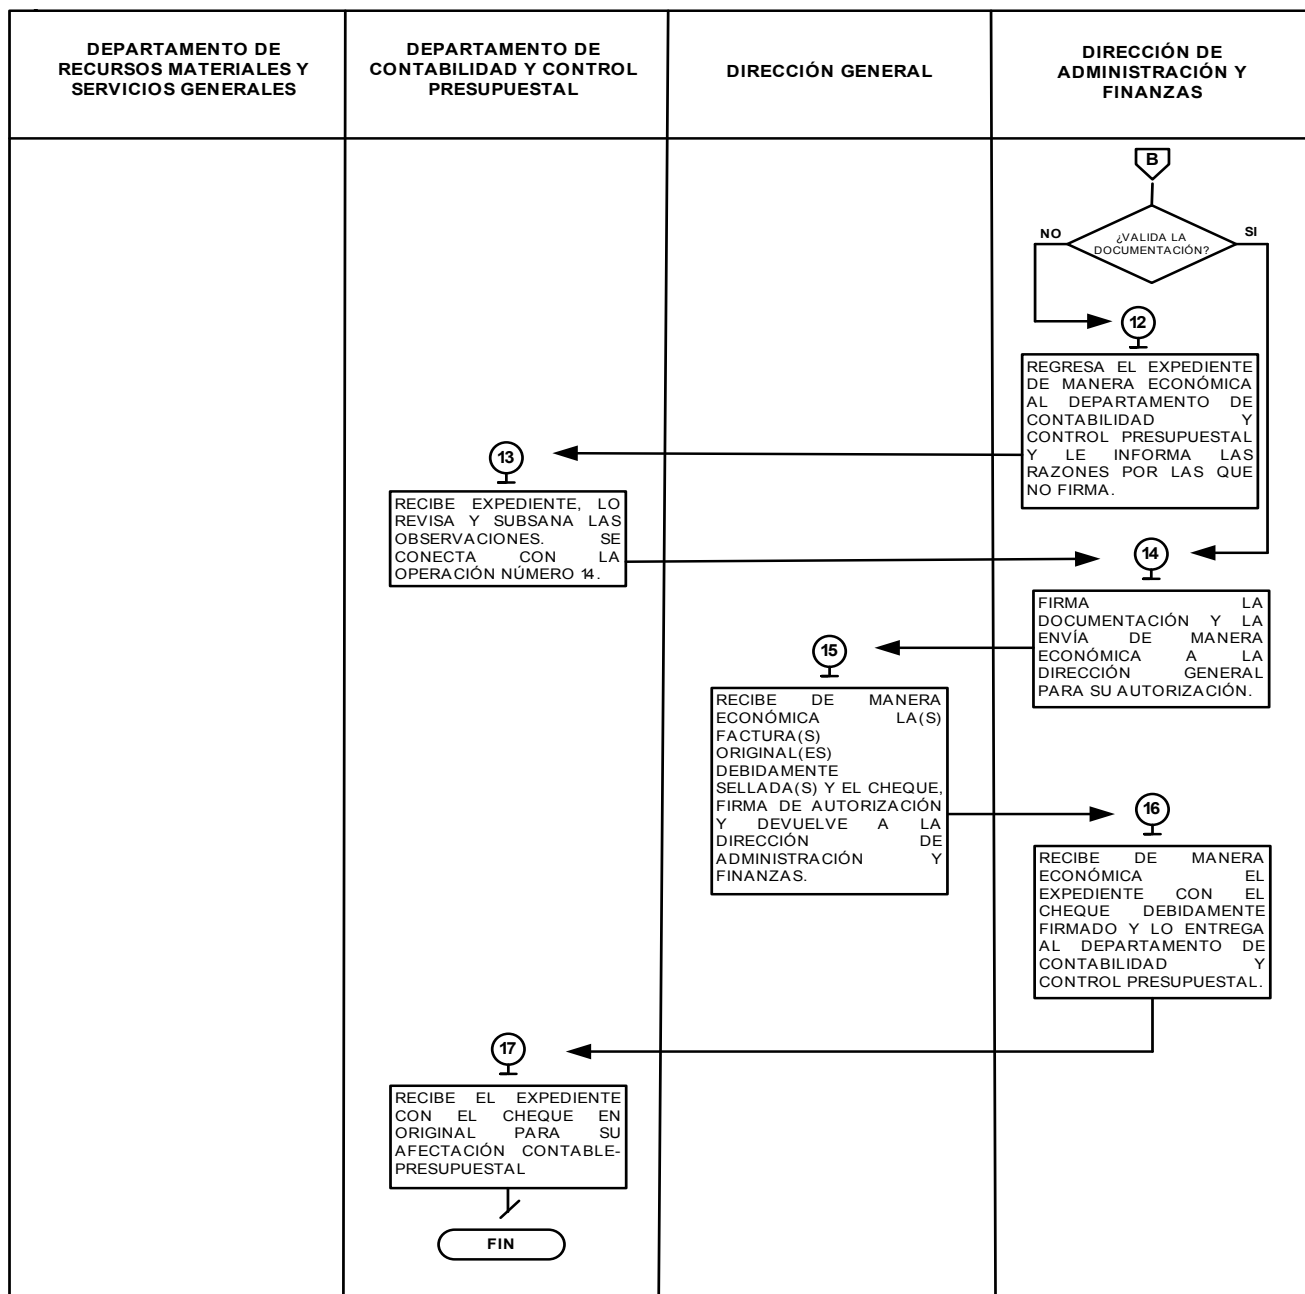 DEPARTAMENTO DE
RECURSOS MATERIALES Y
SERVICIOS GENERALES
DEPARTAMENTO DE
CONTABILIDAD Y CONTROL
PRESUPUESTAL
DIRECCIÓN GENERAL
DIRECCIÓN DE
ADMINISTRACIÓN Y
FINANZAS
B
NO
¿VALIDA LA
DOCUMENTACIÓN?
SI
12
REGRESA EL EXPEDIENTE
DE MANERA ECONÓMICA
AL DEPARTAMENTO DE
CONTABILIDAD Y
CONTROL PRESUPUESTAL
Y LE INFORMA LAS
RAZONES POR LAS QUE
NO FIRMA.
13
RECIBE EXPEDIENTE, LO
REVISA Y SUBSANA LAS
OBSERVACIONES. SE
CONECTA CON LA
OPERACIÓN NÚMERO 14.
14
FIRMA LA
DOCUMENTACIÓN Y LA
ENVÍA DE MANERA
ECONÓMICA A LA
DIRECCIÓN GENERAL
PARA SU AUTORIZACIÓN.
15
RECIBE DE MANERA
ECONÓMICA LA(S)
FACTURA(S)
ORIGINAL(ES)
DEBIDAMENTE
SELLADA(S) Y EL CHEQUE,
FIRMA DE AUTORIZACIÓN
Y DEVUELVE A LA
DIRECCIÓN DE
ADMINISTRACIÓN Y
FINANZAS.
16
RECIBE DE MANERA
ECONÓMICA EL
EXPEDIENTE CON EL
CHEQUE DEBIDAMENTE
FIRMADO Y LO ENTREGA
AL DEPARTAMENTO DE
CONTABILIDAD Y
CONTROL PRESUPUESTAL.
17
RECIBE EL EXPEDIENTE
CON EL CHEQUE EN
ORIGINAL PARA SU
AFECTACIÓN CONTABLE-
PRESUPUESTAL
FIN